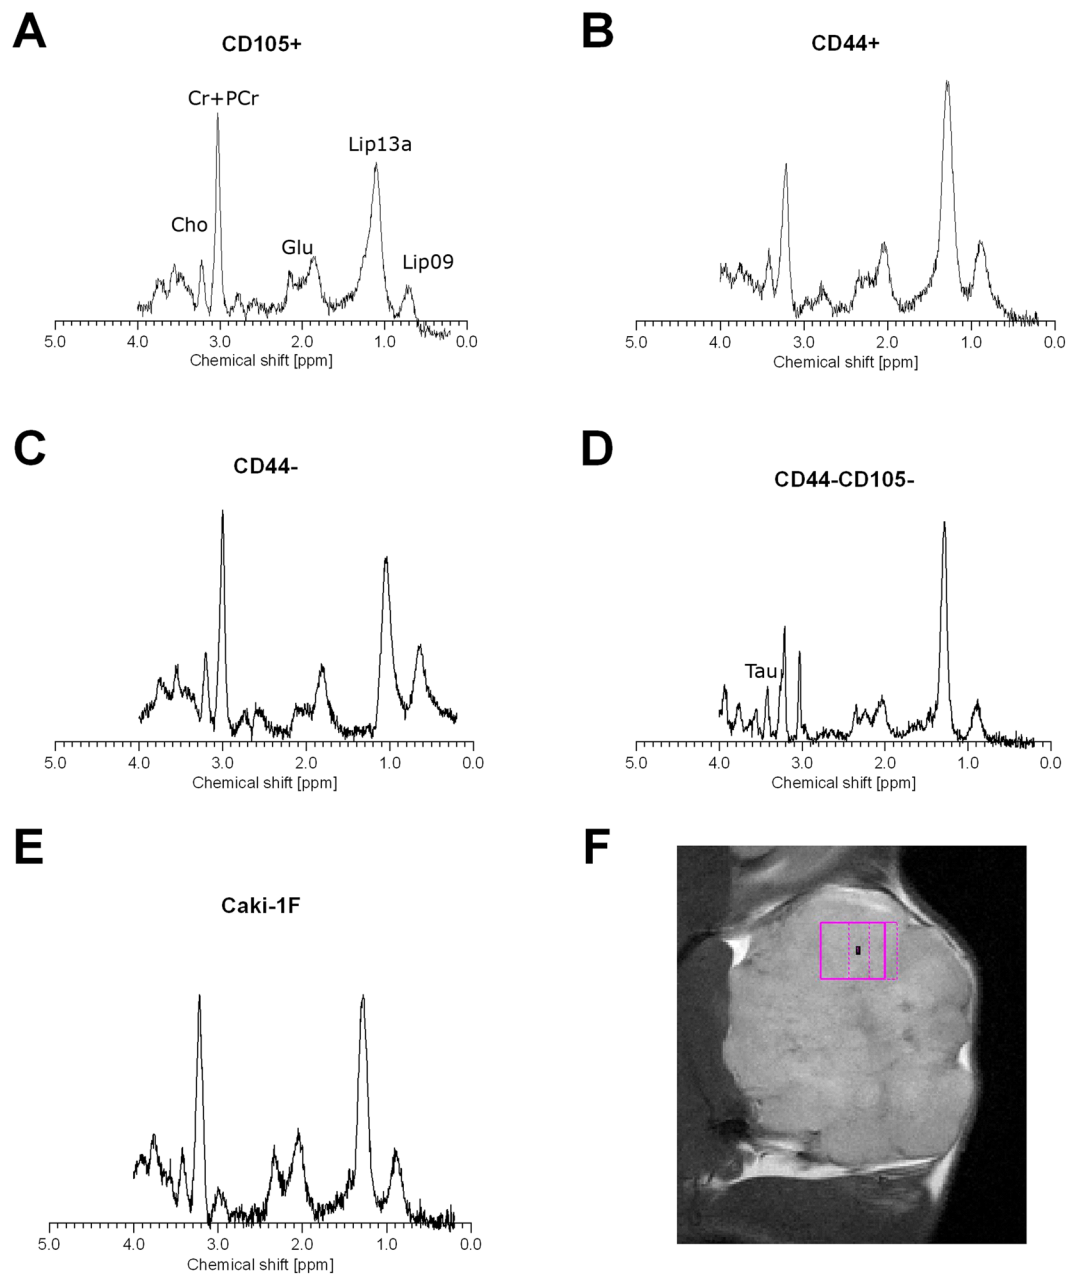 A
CD105+
Cr+PCr
Lip13a
Cho
Glu
Lip09
5.0 4.0 3.0 2.0 1.0 0.0
Chemical shift [ppm]
B
CD44+
5.0 4.0 3.0 2.0 1.0 0.0
Chemical shift [ppm]
C
CD44-
5.0 4.0 3.0 2.0 1.0 0.0
Chemical shift [ppm]
D
CD44-CD105-
Tau
5.0 4.0 3.0 2.0 1.0 0.0
Chemical shift [ppm]
E
Caki-1F
5.0 4.0 3.0 2.0 1.0 0.0
Chemical shift [ppm]
F